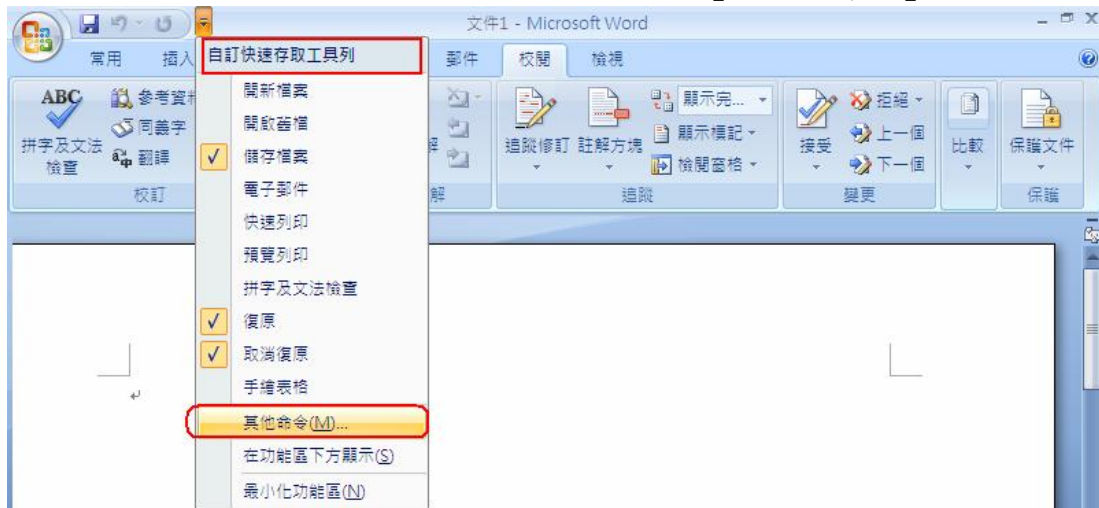 文件1 - Microsoft Word
常用 插入 郵件 校閱 檢視
自訂快速存取工具列
開新檔案
開啟舊檔
儲存檔案
電子郵件
快速列印
預覽列印
拼字及文法檢查
復原
取消復原
手繪表格
其他命令(M)...
在功能區下方顯示(S)
最小化功能區(N)
ABC
拼字及文法
檢查
參考資料
同義字
翻譯
校訂
解
追蹤修訂
註解方塊
顯示完...
顯示標記
檢閱窗格
追蹤
接受
拒絕
上一個
下一個
變更
比較
保護文件
保護